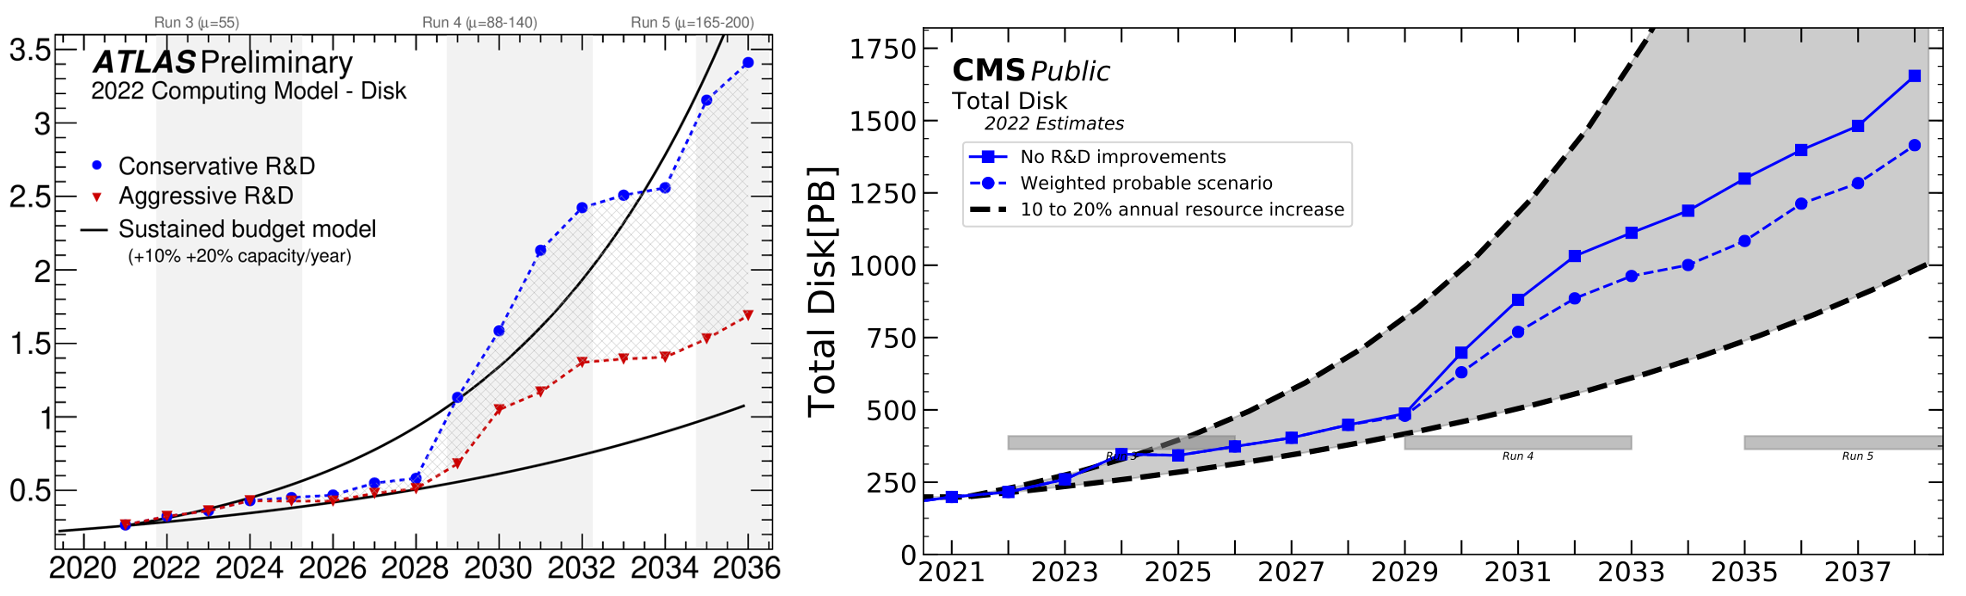 Run 3 (μ=55)
Run 4 (μ=88-140)
Run 5 (μ=165-200)
ATLAS Preliminary
2022 Computing Model - Disk
Conservative R&D
Aggressive R&D
Sustained budget model
(+10% +20% capacity/year)
3.5
3
2.5
2
1.5
1
0.5
2020 2022 2024 2026 2028 2030 2032 2034 2036
CMS Public
Total Disk
2022 Estimates
No R&D improvements
Weighted probable scenario
10 to 20% annual resource increase
Total Disk[PB]
1750
1500
1250
1000
750
500
250
0
Run 3
Run 4
Run 5
2021 2023 2025 2027 2029 2031 2033 2035 2037